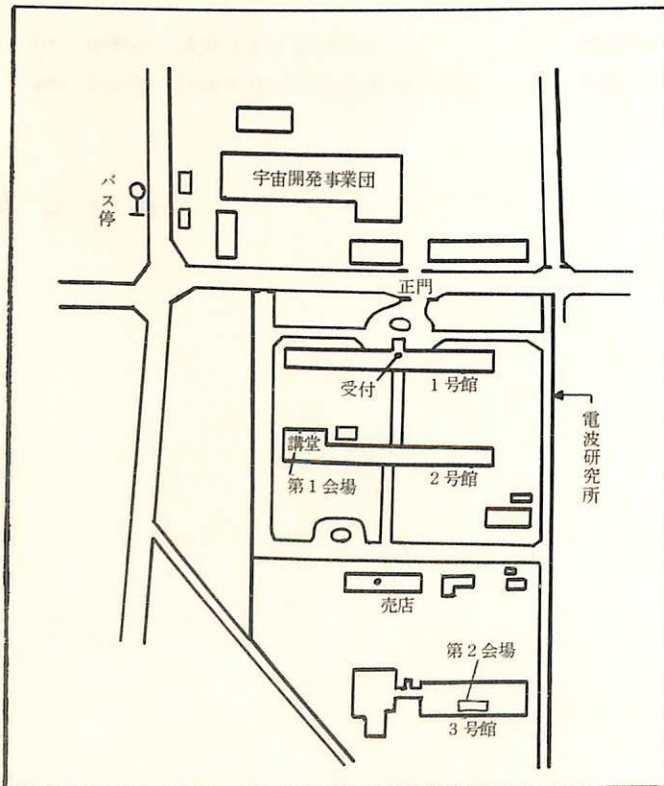 宇宙開発事業団
バス停
正門
受付
1号館
講堂
第1会場
2号館
電波研究所
売店
第2会場
3号館